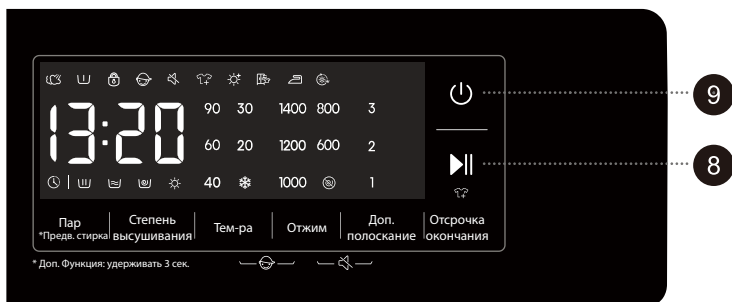 13:20
90 30 1400 800 3
60 20 1200 600 2
40 1000 1
9
8
Пар
*Предв. стирка
Степень
высушивания
Тем-ра
Отжим
Доп.
полоскание
Отсрочка
окончания
* Доп. Функция: удерживать 3 сек.